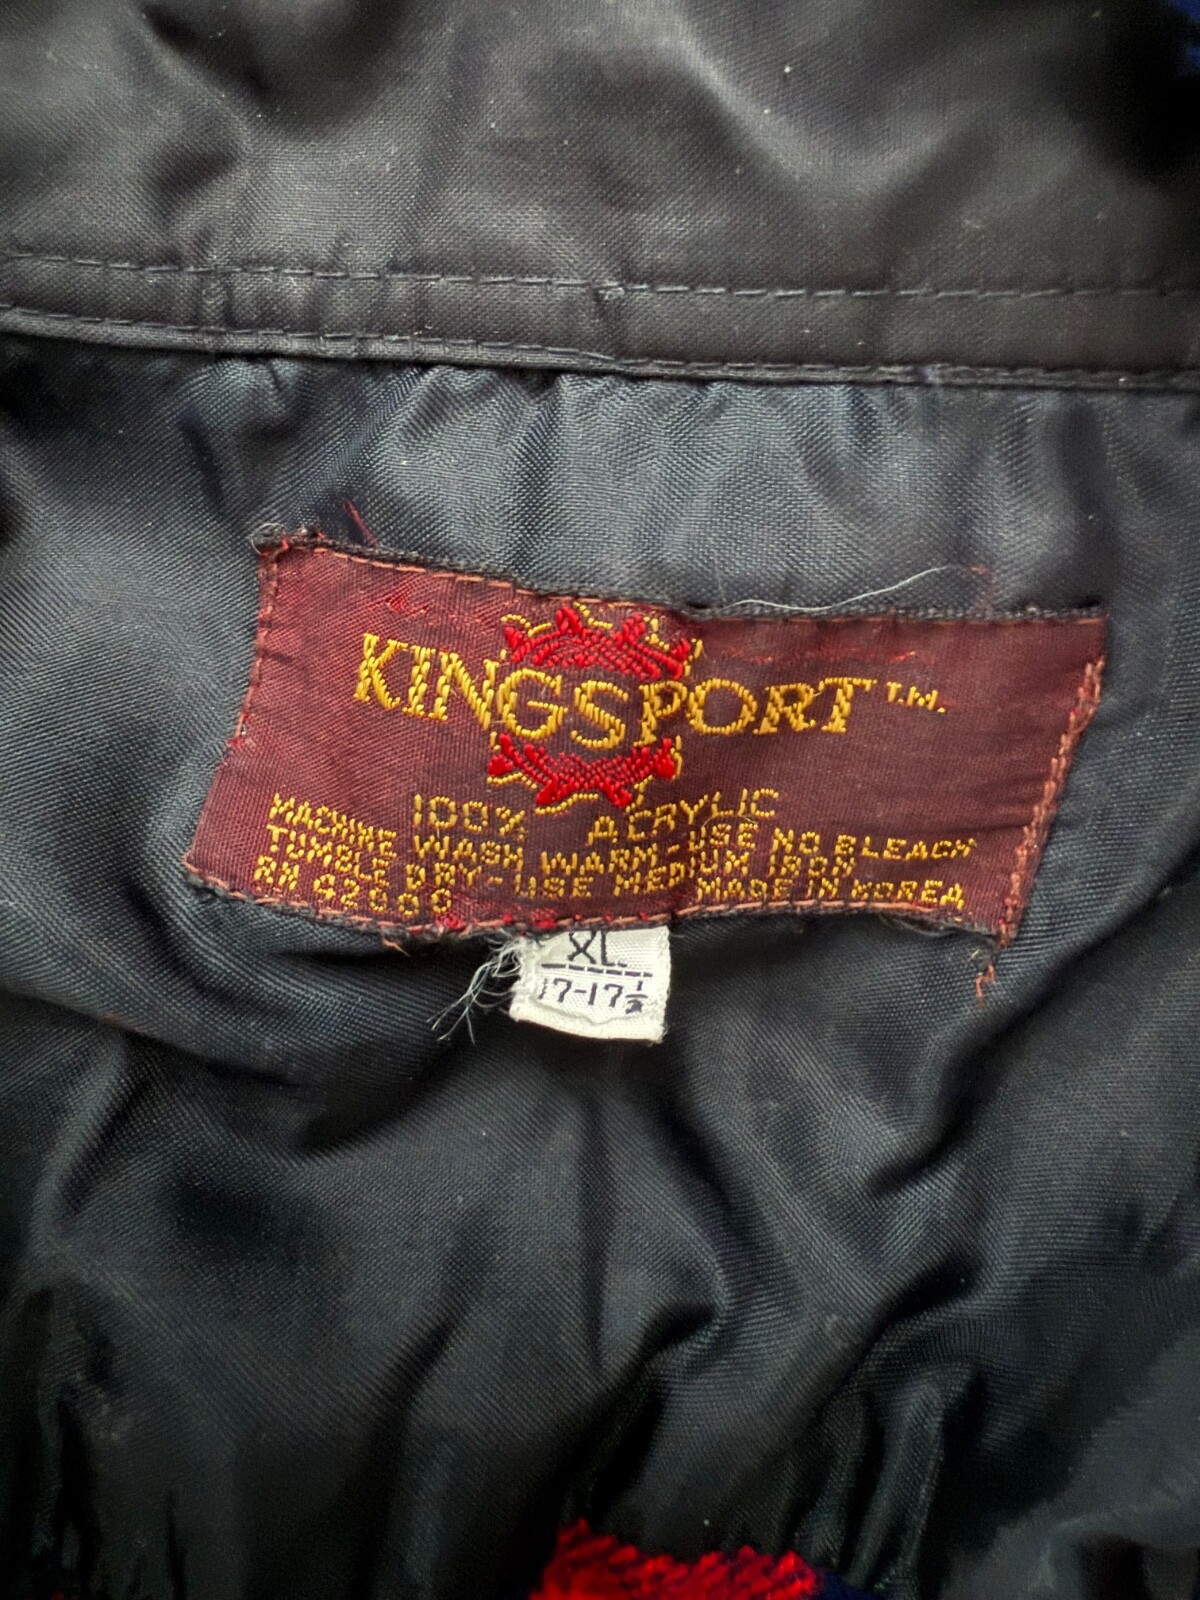 KINGSPORT T.M.
100% ACRYLIC
MACHINE WASH WARM-USE NO BLEACH
TUMBLE DRY-USE MEDIUM IRON
RN 42000 MADE IN KOREA
XL
17-17½